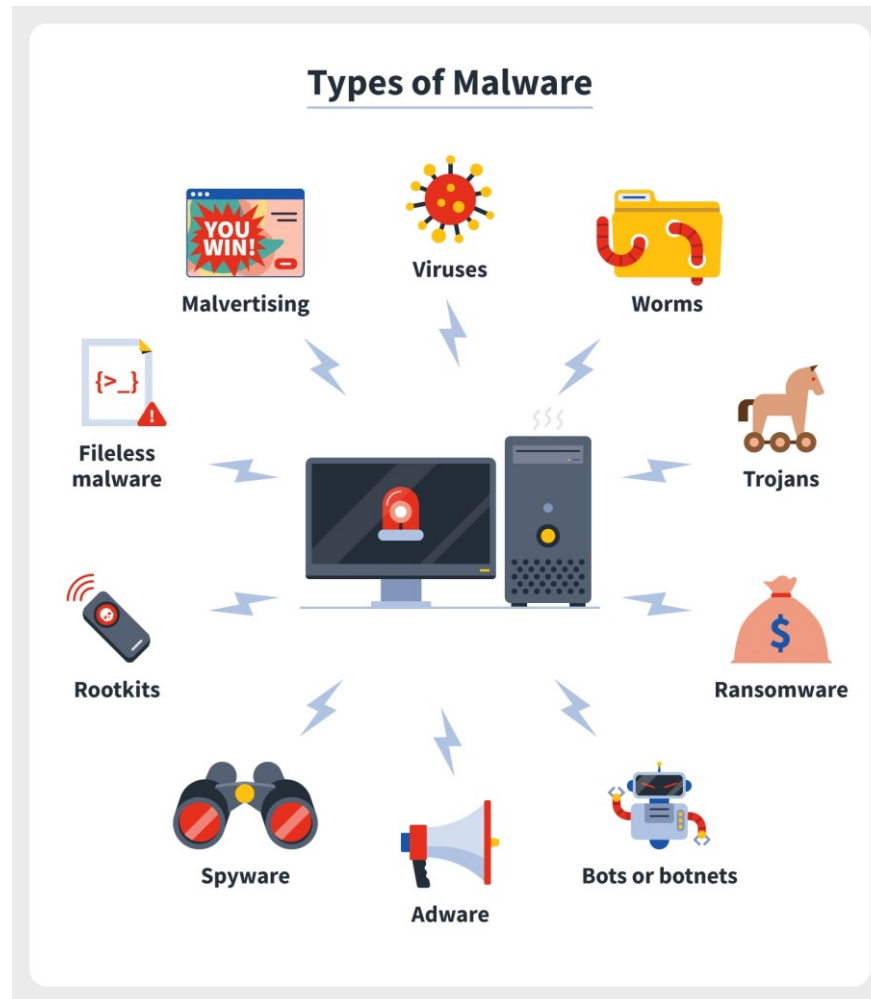 Types of Malware
YOU
WIN!
Malvertising
Viruses
Worms
{>_}
!
Fileless
malware
Trojans
Rootkits
$
Ransomware
Spyware
Adware
Bots or botnets